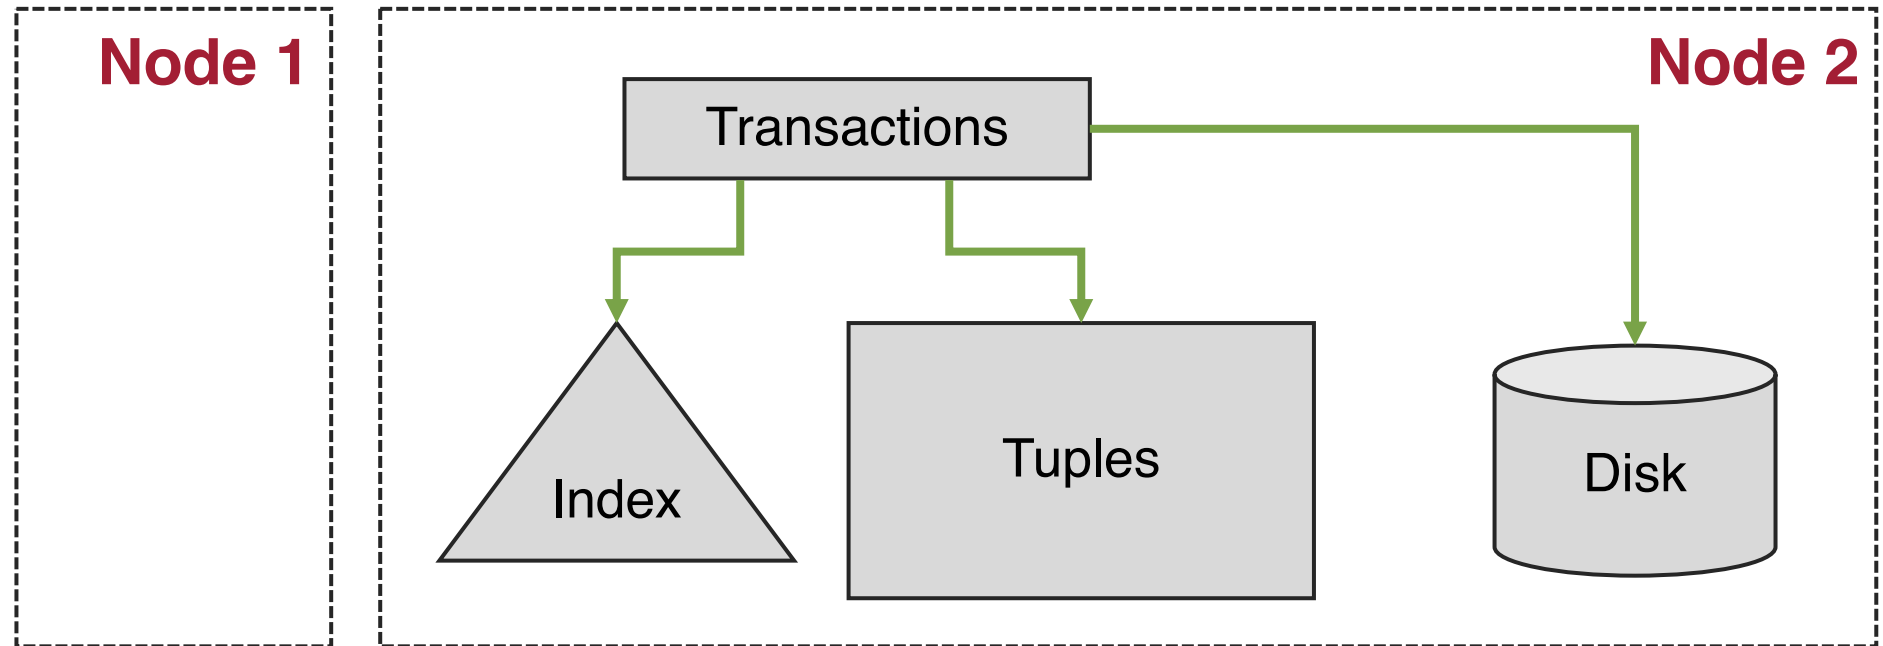 Node 1
Node 2
Transactions
Index
Tuples
Disk